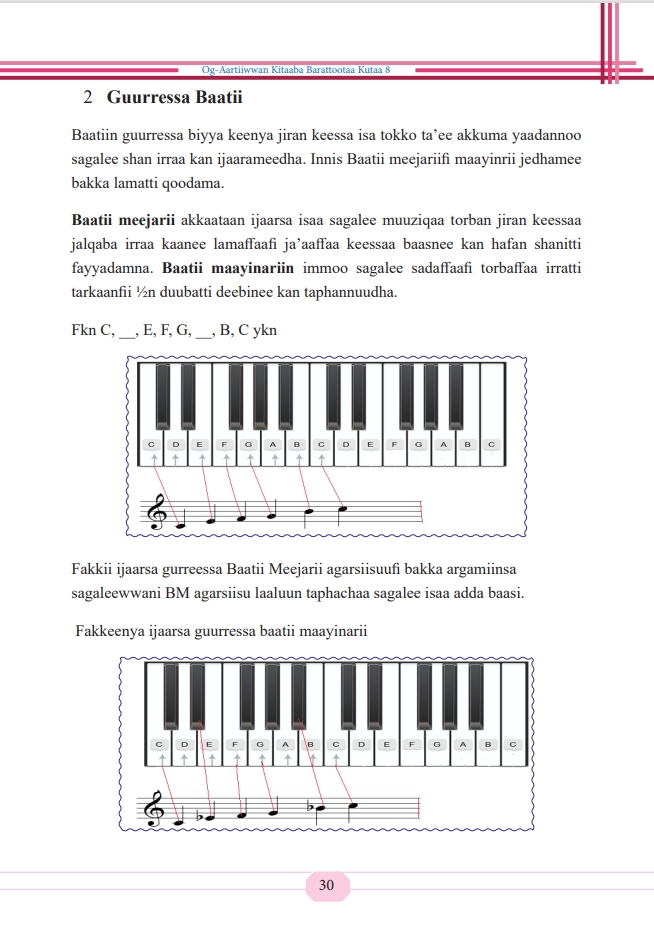 Og-Aartiiwwan Kitaaba Barattootaa Kutaa 8
2 Guurressa Baatii
Baatiin guurressa biyya keenya jiran keessa isa tokko ta’ee akkuma yaadannoo
sagalee shan irraa kan ijaarameedha. Innis Baatii meejariifi maayinrii jedhamee
bakka lamatti qoodama.
Baatii meejarii akkaataan ijaarsa isaa sagalee muuziqaa torban jiran keessaa
jalqaba irraa kaanee lamaffaafi ja’aaffaa keessaa baasnee kan hafan shanitti
fayyadamna. Baatii maayinariin immoo sagalee sadaffaafi torbaffaa irratti
tarkaanfii ½n duubatti deebinee kan taphannuudha.
Fkn C, __, E, F, G, __, B, C ykn
C D E F G A B C D E F G A B C
Fakkii ijaarsa gurreessa Baatii Meejarii agarsiisuufi bakka argamiinsa
sagaleewwani BM agarsiisu laaluun taphachaa sagalee isaa adda baasi.
Fakkeenya ijaarsa guurressa baatii maayinarii
C D E F G A B C D E F G A B C
30